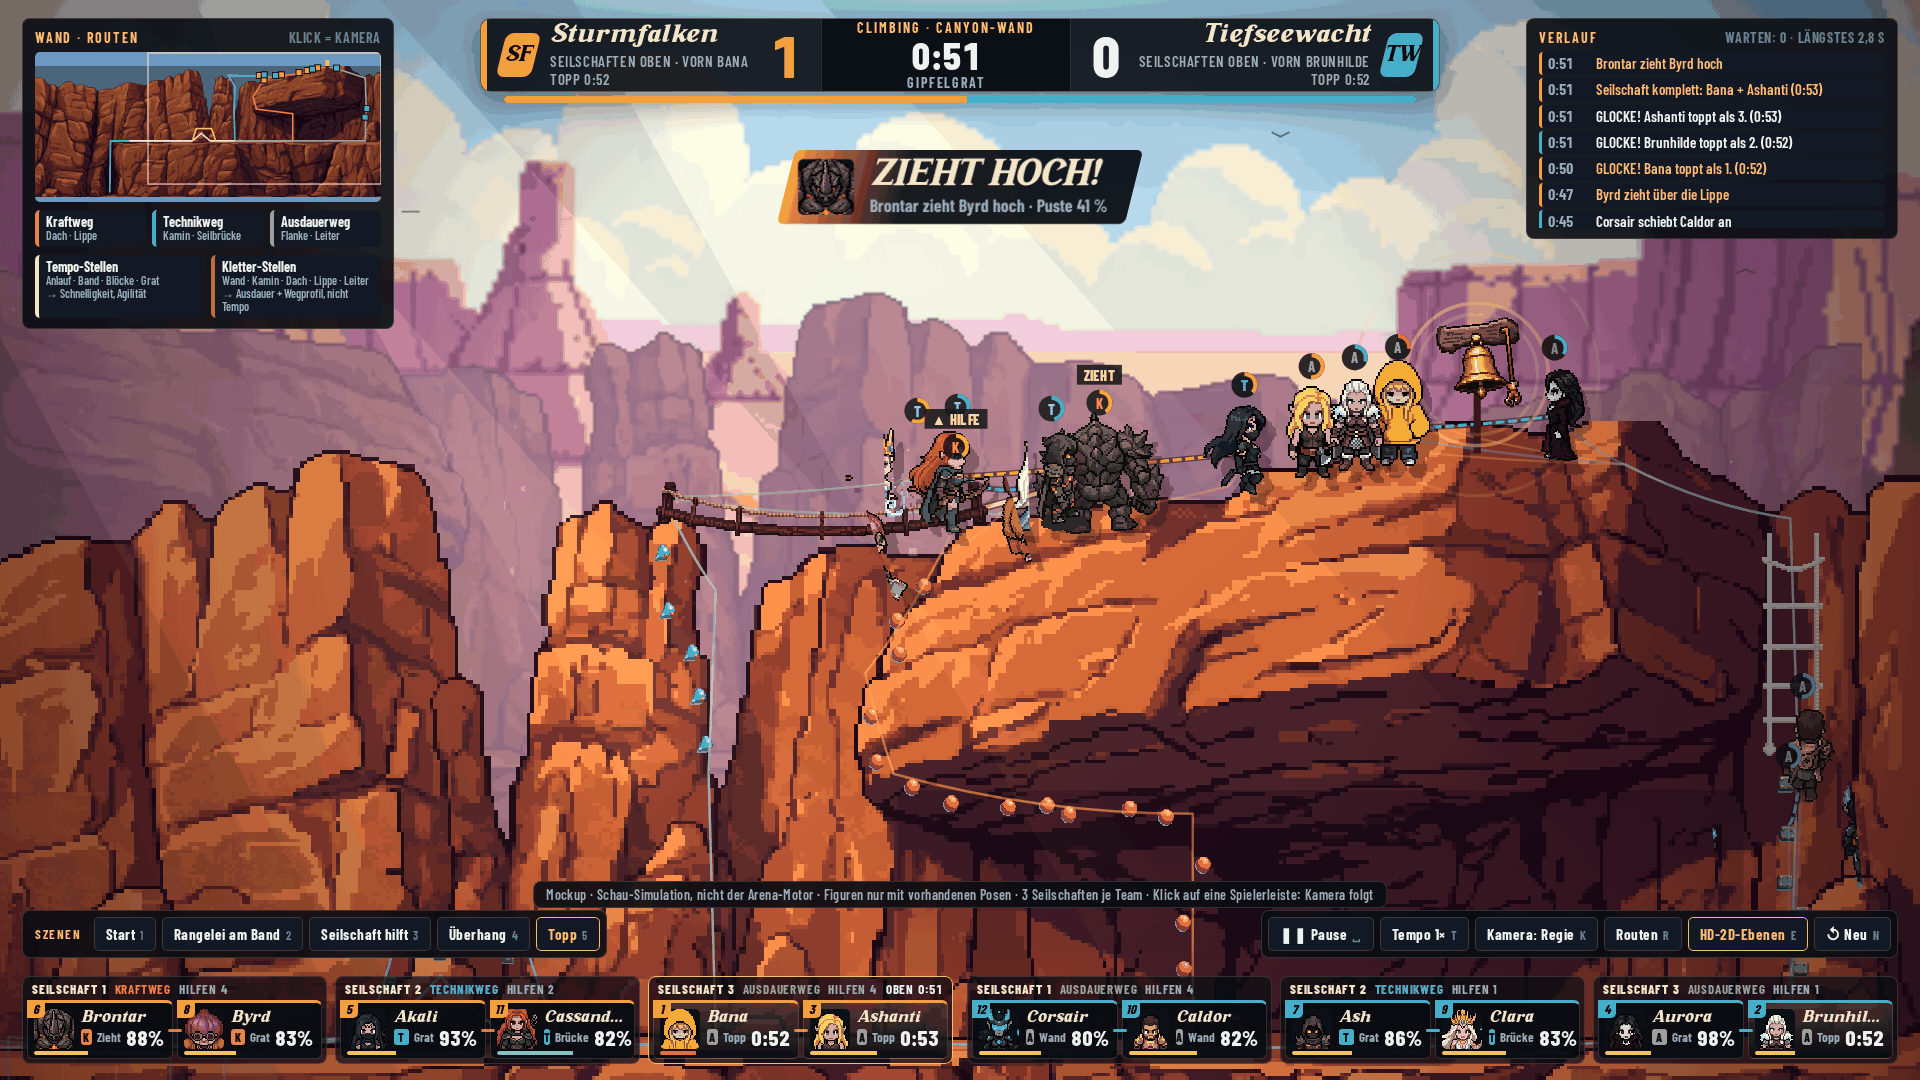 WAND · ROUTEN KLICK = KAMERA
Kraftweg
Dach · Lippe
Technikweg
Kamin · Seilbrücke
Ausdauerweg
Flanke · Leiter
Tempo-Stellen
Anlauf · Band · Blöcke · Grat
→ Schnelligkeit, Agilität
Kletter-Stellen
Wand · Kamin · Dach · Lippe · Leiter
→ Ausdauer + Wegprofil, nicht
Tempo
SF
Sturmfalken
SEILSCHAFTEN OBEN · VORN BANA
TOPP 0:52
1
CLIMBING · CANYON-WAND
0:51
GIPFELGRAT
0
Tiefseewacht
SEILSCHAFTEN OBEN · VORN BRUNHILDE
TOPP 0:52
TW
VERLAUF WARTEN: 0 · LÄNGSTES 2,8 S
0:51 Brontar zieht Byrd hoch
0:51 Seilschaft komplett: Bana + Ashanti (0:53)
0:51 GLOCKE! Ashanti toppt als 3. (0:53)
0:51 GLOCKE! Brunhilde toppt als 2. (0:52)
0:50 GLOCKE! Bana toppt als 1. (0:52)
0:47 Byrd zieht über die Lippe
0:45 Corsair schiebt Caldor an
ZIEHT HOCH!
Brontar zieht Byrd hoch · Puste 41 %
A
A
A
A
ZIEHT
T
T
T
▲ HILFE
K
T
K
A
A
Mockup · Schau-Simulation, nicht der Arena-Motor · Figuren nur mit vorhandenen Posen · 3 Seilschaften je Team · Klick auf eine Spielerleiste: Kamera folgt
SZENEN Start 1 Rangelei am Band 2 Seilschaft hilft 3 Überhang 4 Topp 5
❚❚ Pause ␣ Tempo 1× T Kamera: Regie K Routen R HD-2D-Ebenen E ↺ Neu N
SEILSCHAFT 1 KRAFTWEG HILFEN 4
6 Brontar K Zieht 88%
8 Byrd K Grat 83%
SEILSCHAFT 2 TECHNIKWEG HILFEN 2
5 Akali T Grat 93%
11 Cassand... T Brücke 82%
SEILSCHAFT 3 AUSDAUERWEG HILFEN 4 OBEN 0:51
1 Bana A Topp 0:52
3 Ashanti A Topp 0:53
SEILSCHAFT 1 AUSDAUERWEG HILFEN 4
12 Corsair A Wand 80%
10 Caldor A Wand 82%
SEILSCHAFT 2 TECHNIKWEG HILFEN 1
7 Ash T Grat 86%
9 Clara T Brücke 83%
SEILSCHAFT 3 AUSDAUERWEG HILFEN 1
4 Aurora A Grat 98%
2 Brunhil... A Topp 0:52